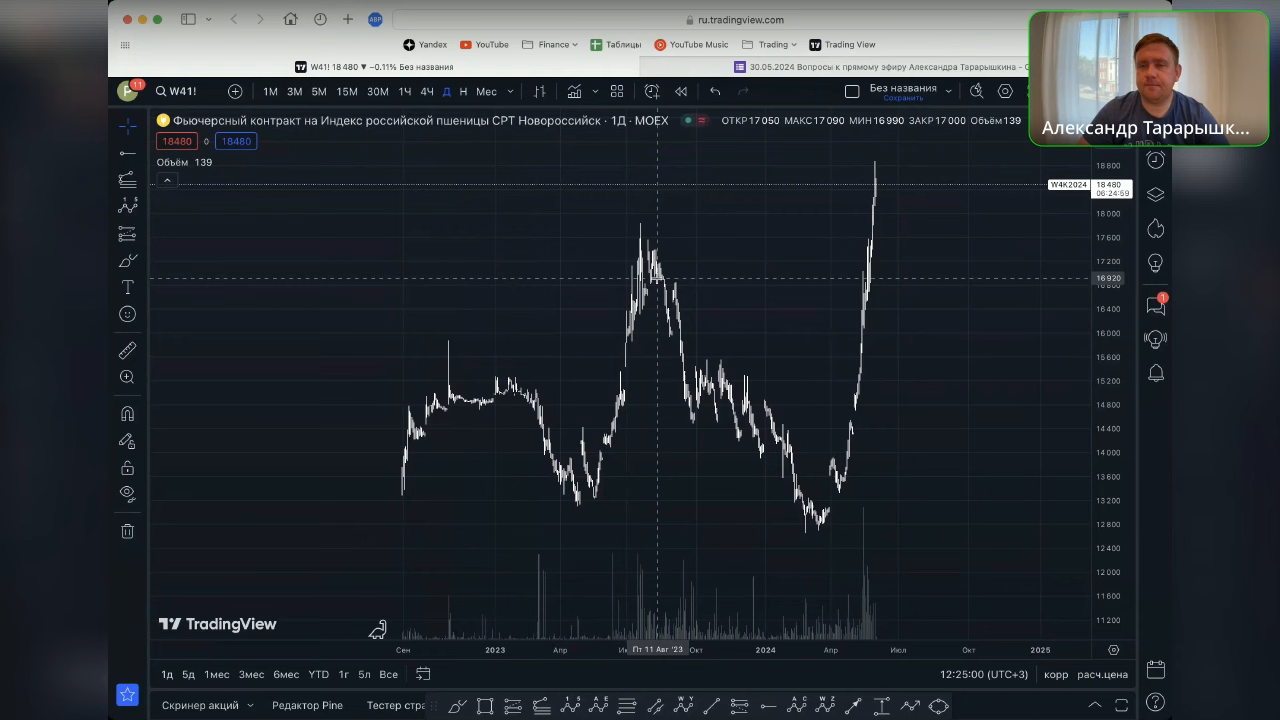 ru.tradingview.com
Yandex YouTube Finance Таблицы YouTube Music Trading Trading View
W41! 18 480 ▼ −0.11% Без названия
30.05.2024 Вопросы к прямому эфиру Александра Тарарышкина - G
P 11 W41! 1М 3М 5М 15М 30М 1Ч 4Ч Д Н Мес Без названия
Сохранить
Фьючерсный контракт на Индекс российской пшеницы CPT Новороссийск · 1Д · MOEX ОТКР 17 050 МАКС 17 090 МИН 16 990 ЗАКР 17 000 Объём 139
Александр Тарарышк...
18480 0 18480
Объём 139
18 800
W4K2024 18 480
06:24:59
18 000
17 600
17 200
16 920
16 800
16 400
16 000
15 600
15 200
14 800
14 400
14 000
13 600
13 200
12 800
12 400
12 000
11 600
11 200
1
TradingView
Сен 2023 Апр Пт 11 Авг '23 Окт 2024 Апр Июл Окт 2025
1д 5д 1мес 3мес 6мес YTD 1г 5л Все 12:25:00 (UTC+3) корр расч.цена
Скринер акций Редактор Pine Тестер стра